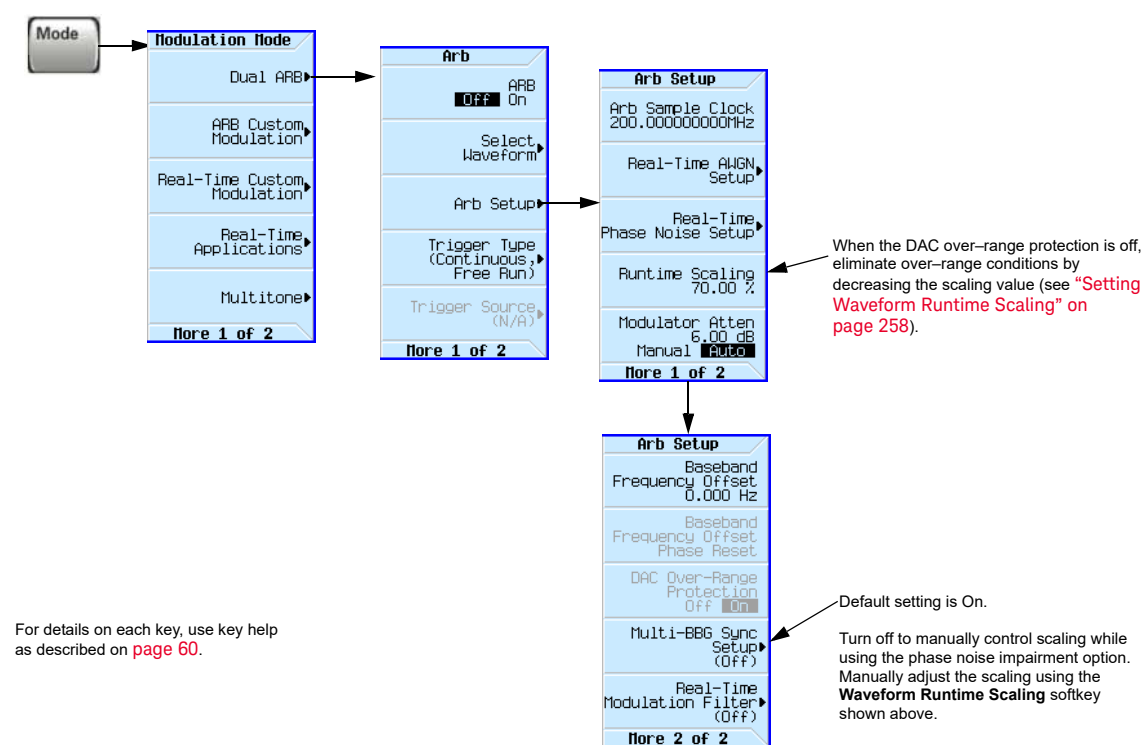 Mode
Modulation Mode
Dual ARB
ARB Custom
Modulation
Real-Time Custom
Modulation
Real-Time
Applications
Multitone
More 1 of 2
Arb
ARB
Off On
Select
Waveform
Arb Setup
Trigger Type
(Continuous,
Free Run)
Trigger Source
(N/A)
More 1 of 2
Arb Setup
Arb Sample Clock
200.000000000MHz
Real-Time AWGN
Setup
Real-Time
Phase Noise Setup
Runtime Scaling
70.00 %
Modulator Atten
6.00 dB
Manual Auto
More 1 of 2
When the DAC over–range protection is off,
eliminate over–range conditions by
decreasing the scaling value (see “Setting
Waveform Runtime Scaling” on
page 258).
Arb Setup
Baseband
Frequency Offset
0.000 Hz
Baseband
Frequency Offset
Phase Reset
DAC Over-Range
Protection
Off On
Multi-BBG Sync
Setup
(Off)
Real-Time
Modulation Filter
(Off)
More 2 of 2
Default setting is On.
Turn off to manually control scaling while
using the phase noise impairment option.
Manually adjust the scaling using the
Waveform Runtime Scaling softkey
shown above.
For details on each key, use key help
as described on page 60.